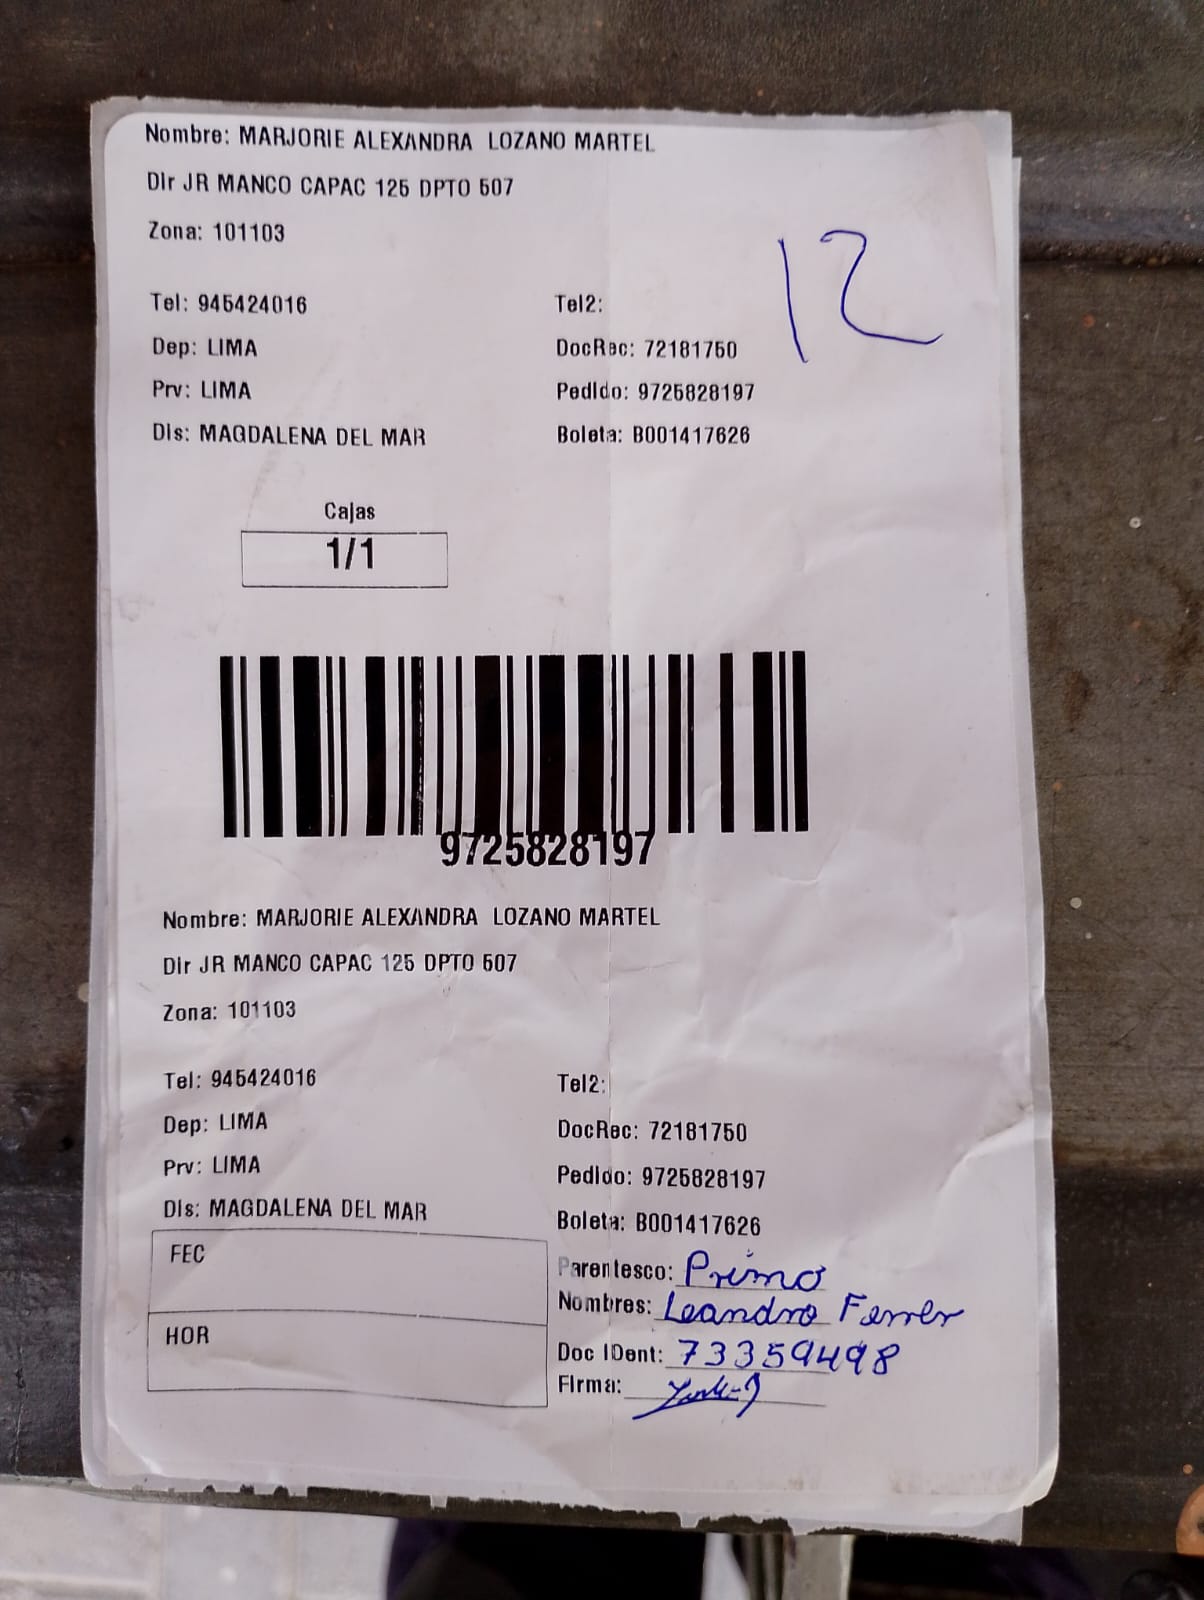 Nombre: MARJORIE ALEXANDRA LOZANO MARTEL
Dir JR MANCO CAPAC 125 DPTO 507
Zona: 101103
12
Tel: 945424016 Tel2:
Dep: LIMA DocRec: 72181750
Prv: LIMA Pedido: 9725828197
Dis: MAGDALENA DEL MAR Boleta: B001417626
Cajas
1/1
9725828197
Nombre: MARJORIE ALEXANDRA LOZANO MARTEL
Dir JR MANCO CAPAC 125 DPTO 507
Zona: 101103
Tel: 945424016 Tel2:
Dep: LIMA DocRec: 72181750
Prv: LIMA Pedido: 9725828197
Dis: MAGDALENA DEL MAR Boleta: B001417626
FEC
Parentesco: Primo
Nombres: Leandro Ferrer
HOR
Doc IDent: 73359498
Firma: